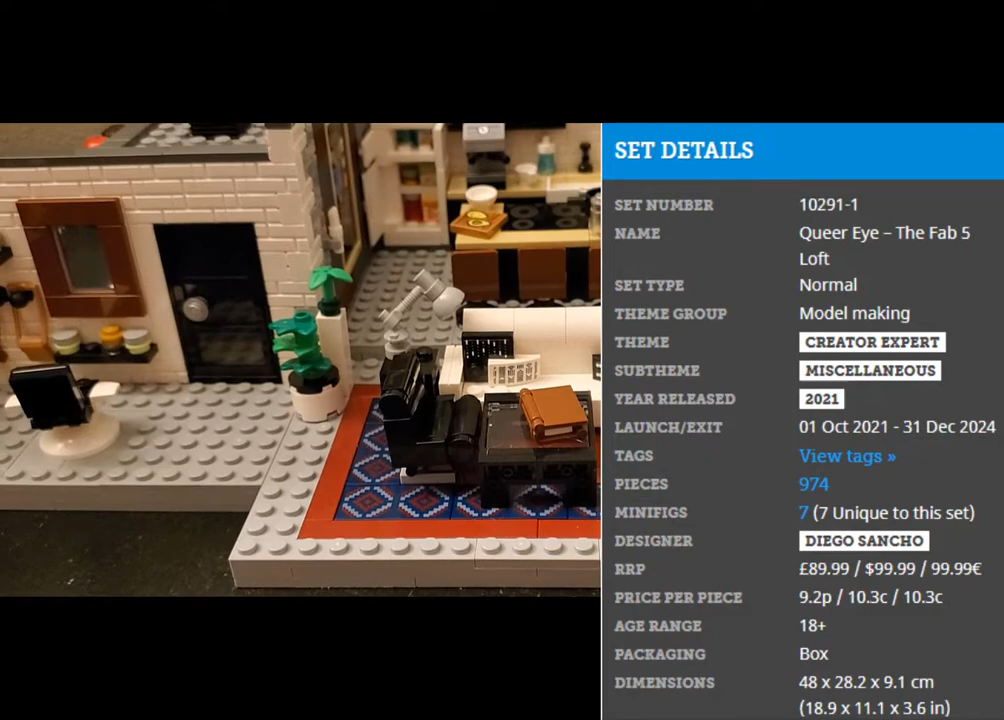 SET DETAILS
SET NUMBER 10291-1
NAME Queer Eye – The Fab 5
Loft
SET TYPE Normal
THEME GROUP Model making
THEME CREATOR EXPERT
SUBTHEME MISCELLANEOUS
YEAR RELEASED 2021
LAUNCH/EXIT 01 Oct 2021 - 31 Dec 2024
TAGS View tags »
PIECES 974
MINIFIGS 7 (7 Unique to this set)
DESIGNER DIEGO SANCHO
RRP £89.99 / $99.99 / 99.99€
PRICE PER PIECE 9.2p / 10.3c / 10.3c
AGE RANGE 18+
PACKAGING Box
DIMENSIONS 48 x 28.2 x 9.1 cm
(18.9 x 11.1 x 3.6 in)